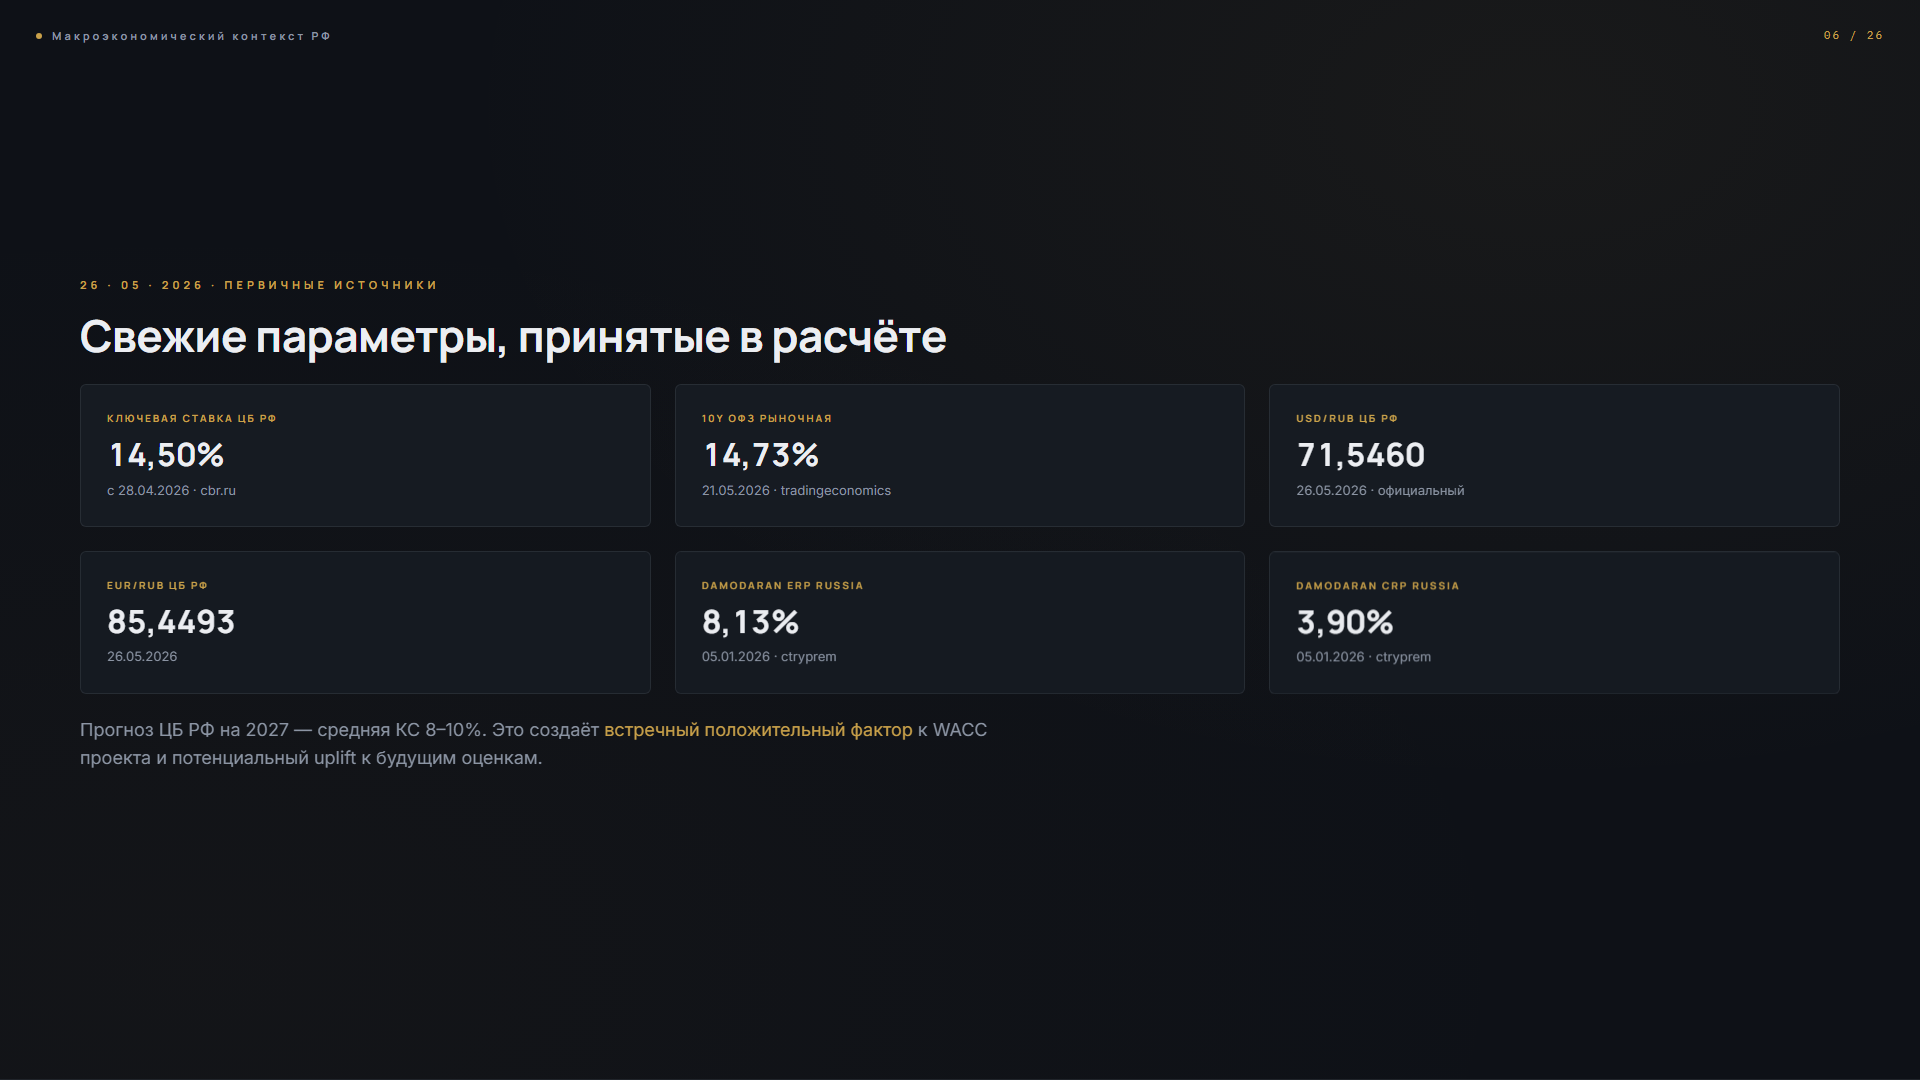 Макроэкономический контекст РФ
06 / 26
26 · 05 · 2026 · ПЕРВИЧНЫЕ ИСТОЧНИКИ
Свежие параметры, принятые в расчёте
КЛЮЧЕВАЯ СТАВКА ЦБ РФ
14,50%
с 28.04.2026 · cbr.ru
10Y ОФЗ РЫНОЧНАЯ
14,73%
21.05.2026 · tradingeconomics
USD/RUB ЦБ РФ
71,5460
26.05.2026 · официальный
EUR/RUB ЦБ РФ
85,4493
26.05.2026
DAMODARAN ERP RUSSIA
8,13%
05.01.2026 · ctryprem
DAMODARAN CRP RUSSIA
3,90%
05.01.2026 · ctryprem
Прогноз ЦБ РФ на 2027 — средняя КС 8–10%. Это создаёт встречный положительный фактор к WACC
проекта и потенциальный uplift к будущим оценкам.